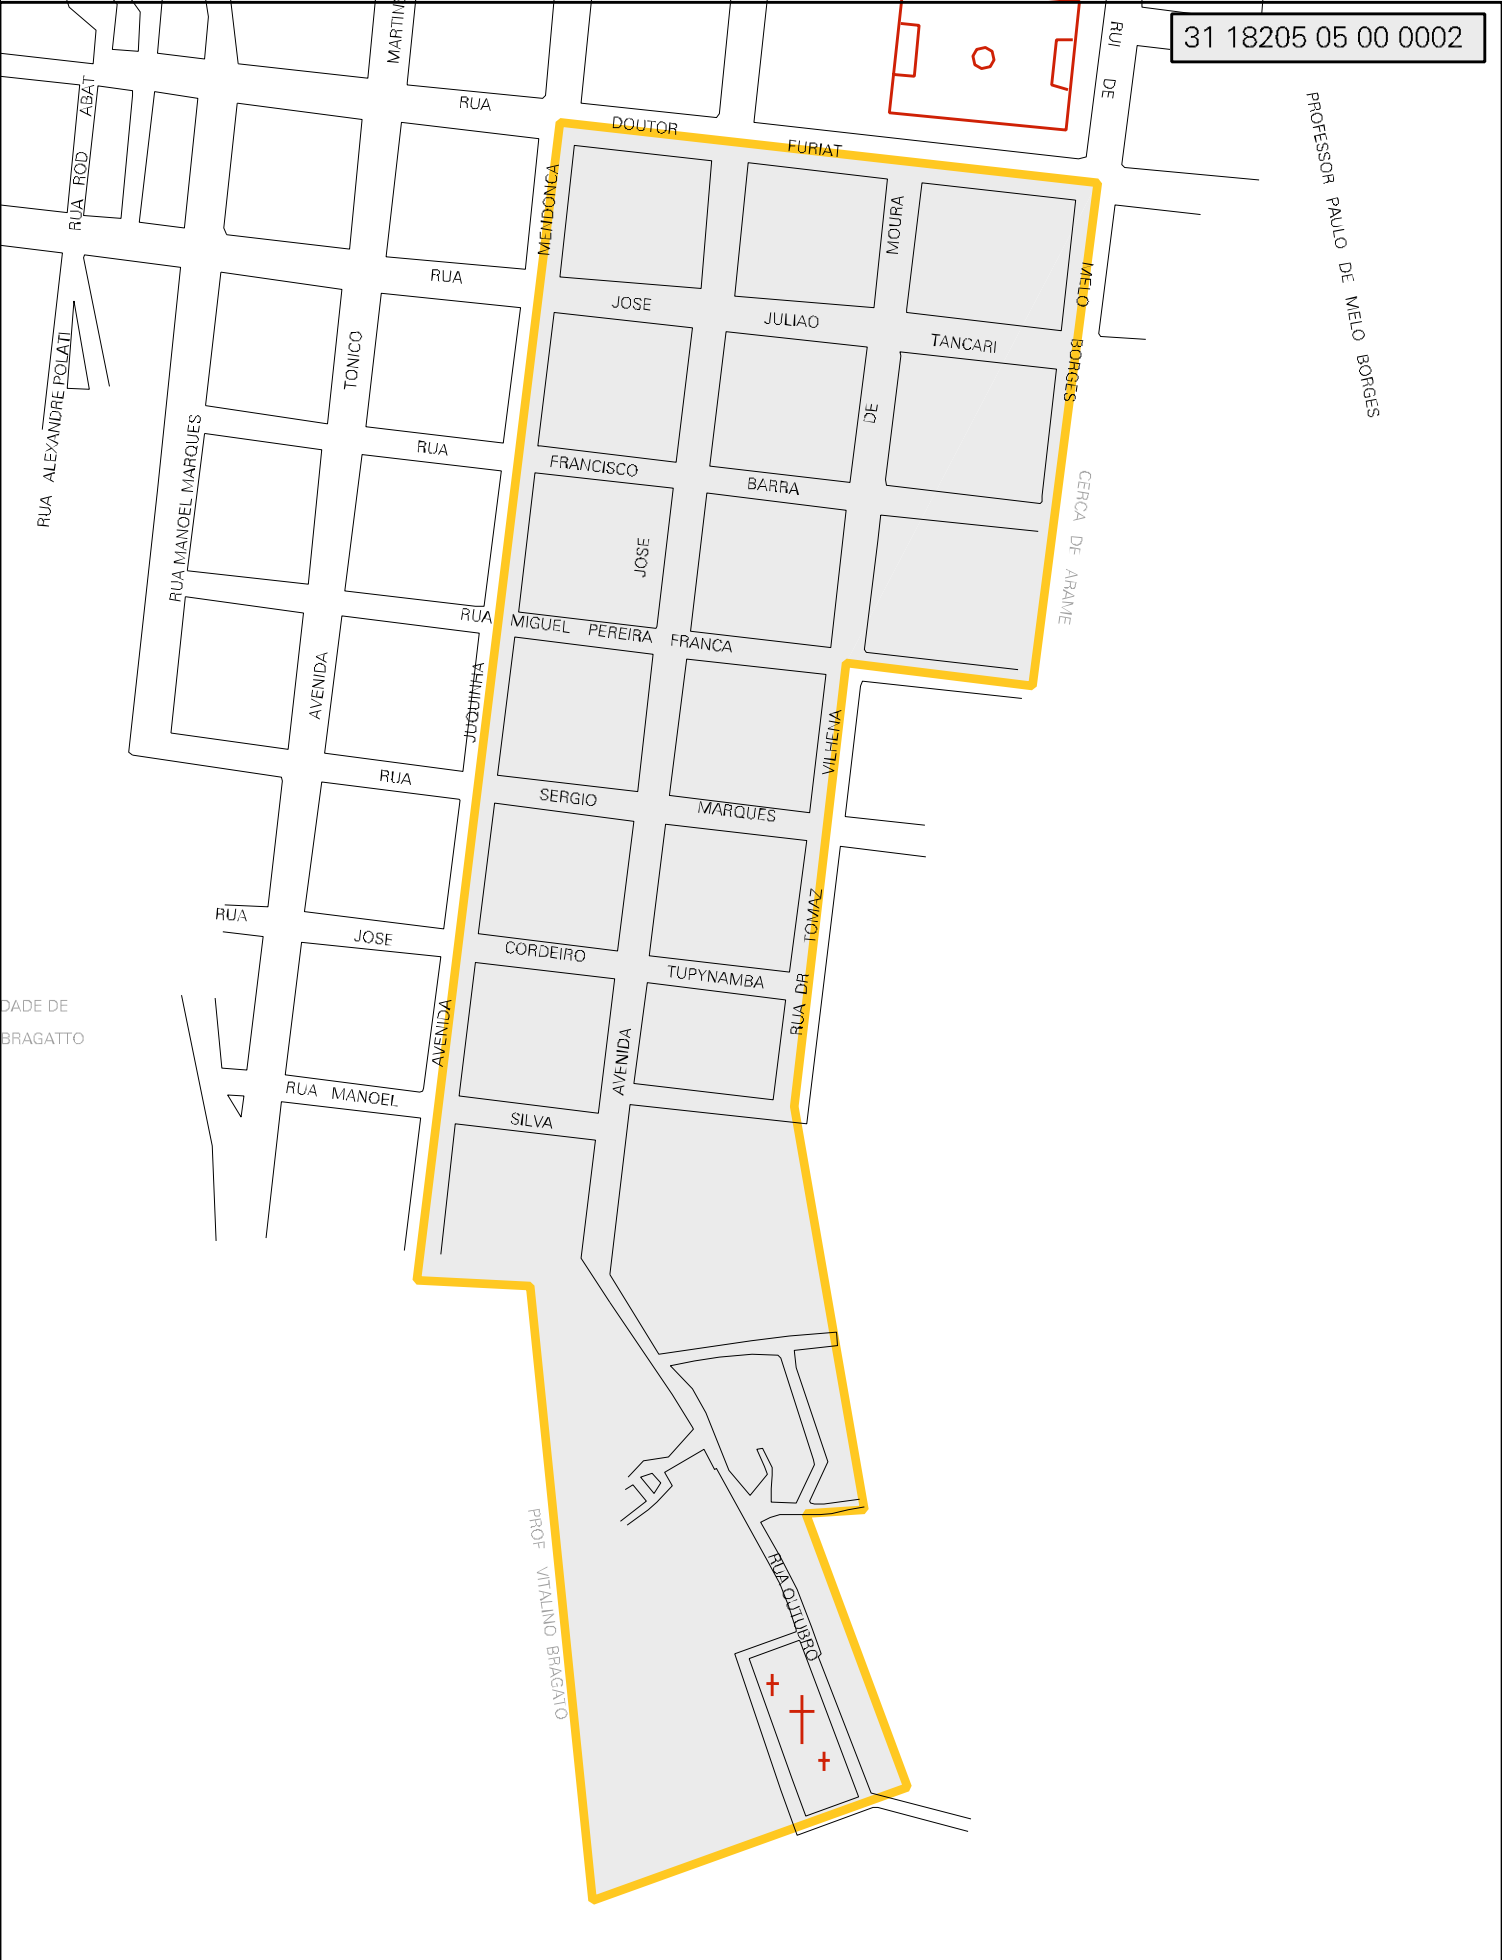 31 18205 05 00 0002
MARTINS
RUI DE
RUA
DOUTOR
FURIAT
RUA ROD ABAT
PROFESSOR PAULO DE MELO BORGES
MENDONCA
MOURA
RUA
JOSE
JULIAO
TANCARI
MELO BORGES
TONICO
RUA ALEXANDRE POLATI
RUA MANOEL MARQUES
RUA
FRANCISCO
BARRA
DE
CERCA DE ARAME
JOSE
RUA
MIGUEL PEREIRA FRANCA
AVENIDA
JUQUINHA
VILHENA
RUA
SERGIO
MARQUES
RUA
JOSE
CORDEIRO
TUPYNAMBA
TOMAZ
RUA DR
DADE DE
BRAGATTO
AVENIDA
AVENIDA
RUA MANOEL
SILVA
PROF VITALINO BRAGATO
RUA OUTUBRO